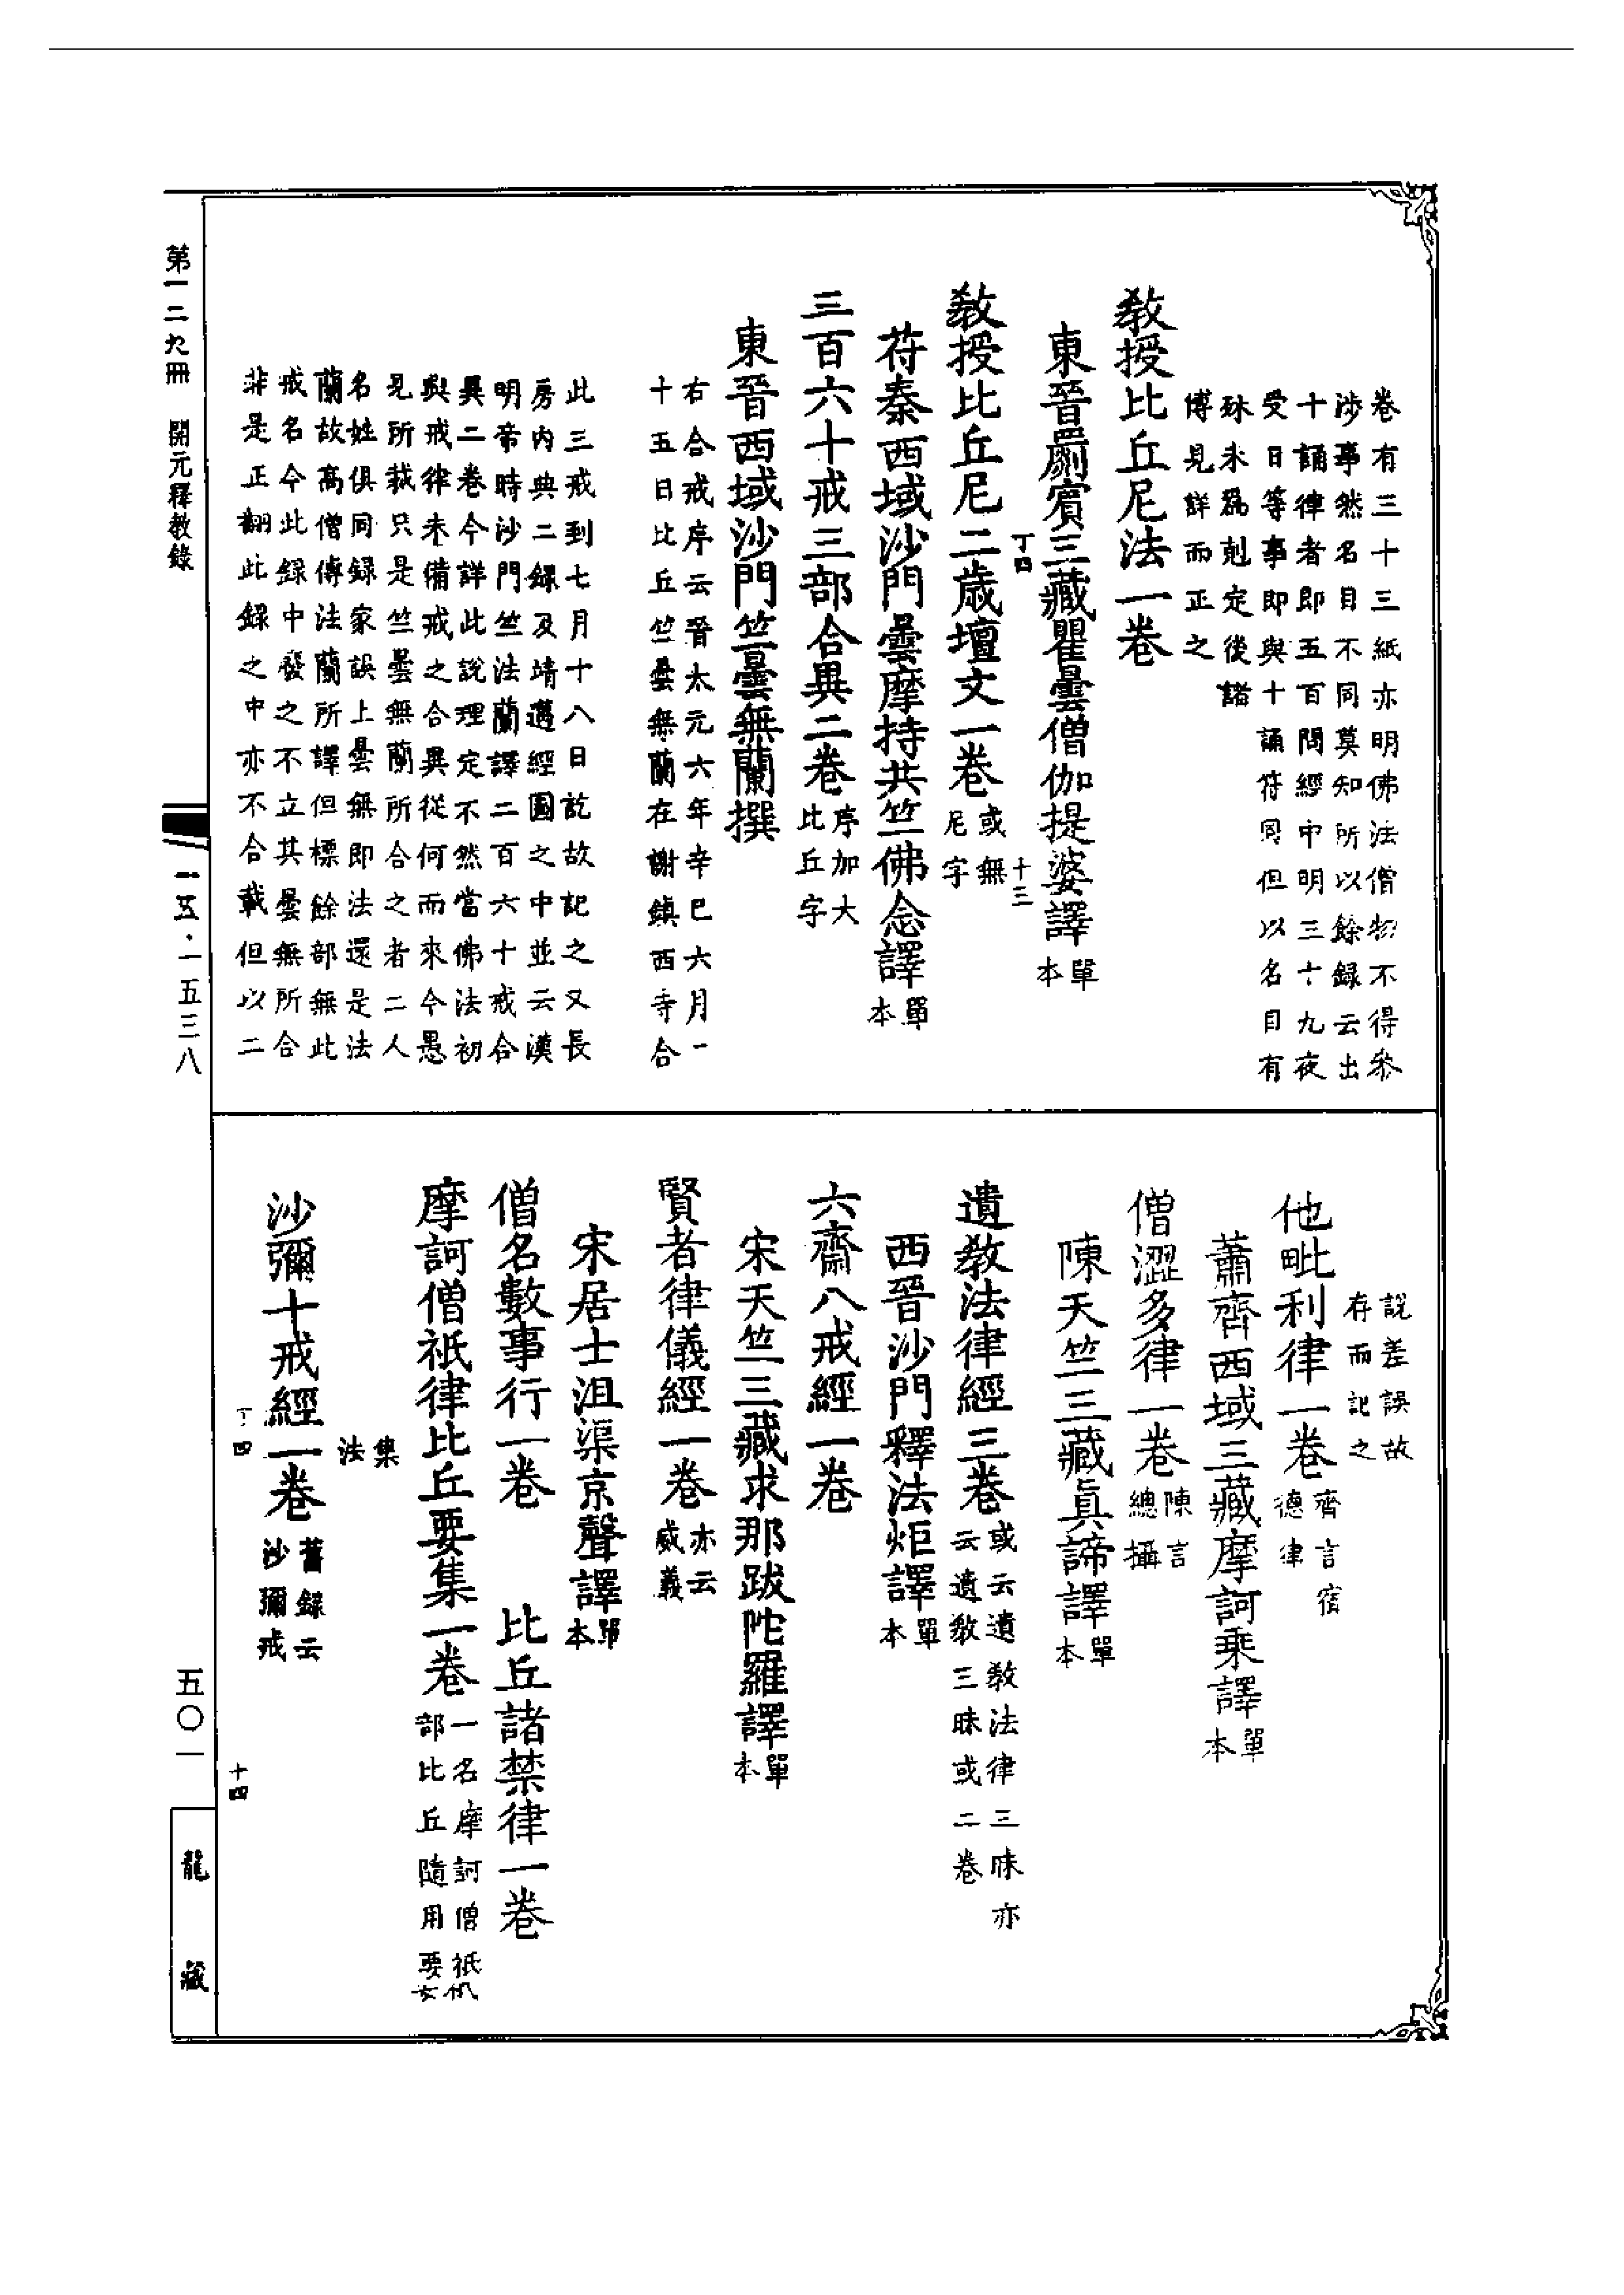 卷有三十三紙亦明佛法僧物不得參
涉事然名目不同莫知所以餘録云出
十誦律者即五百問經中明三十九夜
受日等事即與十誦符同但以名目有
殊未爲剋定後諸
博見詳而正之
教授比丘尼法一卷
東晉罽賓三藏瞿曇僧伽提婆譯單本
丁四
十三
教授比丘尼二歲壇文一卷或無尼字
苻秦西域沙門曇摩持共竺佛念譯單本
三百六十戒三部合異二卷序加大比丘字
東晉西域沙門竺曇無蘭撰
右合戒序云晉太元六年辛巳六月一
十五日比丘竺曇無蘭在謝鎮西寺合
此三戒到七月十八日訖故記之又長
房內典二録及靖邁經圖之中並云漢
明帝時沙門竺法蘭譯二百六十戒合
異二卷今詳此說理定不然當佛法初
與戒律未備戒之合異從何而來今愚
見所裁只是竺曇無蘭所合之者二人
名姓俱同録家誤上曇無即法還是法
蘭故高僧傳法蘭所譯但標餘部無此
戒名今此録中廢之不立其曇無所合
非是正翻此録之中亦不合載但以二
第一二九冊 開元釋教錄
一五·一五三八
說差誤故
存而記之
他毗利律一卷齊言宿德律
蕭齊西域三藏摩訶乘譯單本
僧澀多律一卷陳言總攝
陳天竺三藏眞諦譯單本
遺教法律經三卷或云遺教法律三昧亦云遺教三昧或二卷
西晉沙門釋法炬譯單本
六齋八戒經一卷
宋天竺三藏求那跋陀羅譯單本
賢者律儀經一卷亦云威義
宋居士沮渠京聲譯單本
僧名數事行一卷 比丘諸禁律一卷
摩訶僧祇律比丘要集一卷一名摩訶僧祇部比丘隨用要
集法
沙彌十戒經一卷舊録云沙彌戒
丁四
十四
五〇一
龍藏